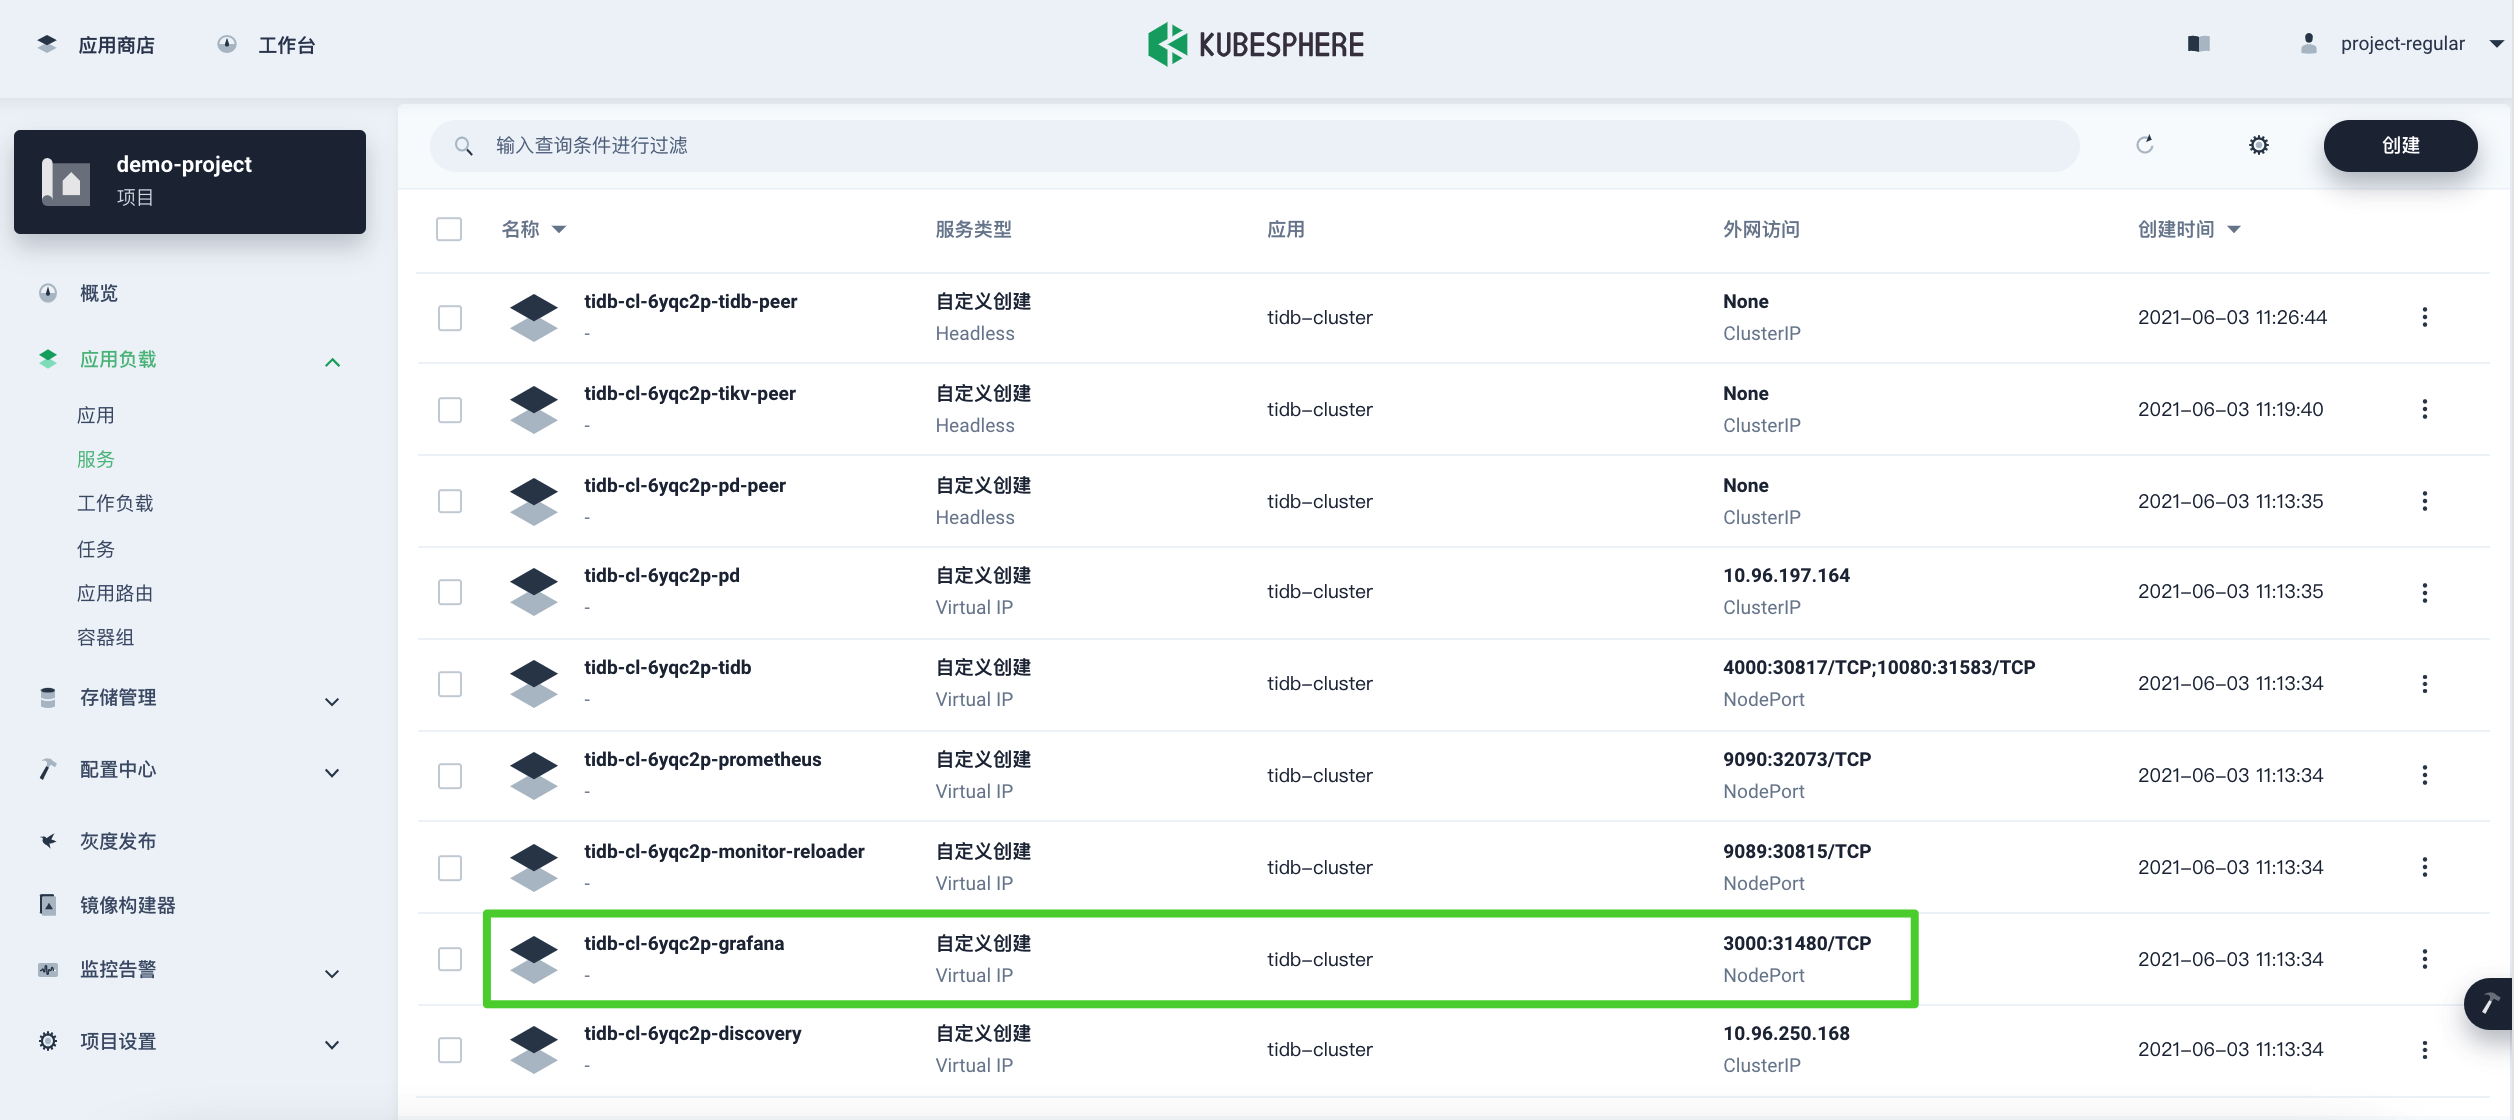 应用商店
工作台
KUBESPHERE
project-regular
demo-project
项目
概览
应用负载
应用
服务
工作负载
任务
应用路由
容器组
存储管理
配置中心
灰度发布
镜像构建器
监控告警
项目设置
输入查询条件进行过滤
创建
名称 服务类型 应用 外网访问 创建时间
tidb-cl-6yqc2p-tidb-peer 自定义创建 tidb-cluster None 2021-06-03 11:26:44
- Headless ClusterIP
tidb-cl-6yqc2p-tikv-peer 自定义创建 tidb-cluster None 2021-06-03 11:19:40
- Headless ClusterIP
tidb-cl-6yqc2p-pd-peer 自定义创建 tidb-cluster None 2021-06-03 11:13:35
- Headless ClusterIP
tidb-cl-6yqc2p-pd 自定义创建 tidb-cluster 10.96.197.164 2021-06-03 11:13:35
- Virtual IP ClusterIP
tidb-cl-6yqc2p-tidb 自定义创建 tidb-cluster 4000:30817/TCP;10080:31583/TCP 2021-06-03 11:13:34
- Virtual IP NodePort
tidb-cl-6yqc2p-prometheus 自定义创建 tidb-cluster 9090:32073/TCP 2021-06-03 11:13:34
- Virtual IP NodePort
tidb-cl-6yqc2p-monitor-reloader 自定义创建 tidb-cluster 9089:30815/TCP 2021-06-03 11:13:34
- Virtual IP NodePort
tidb-cl-6yqc2p-grafana 自定义创建 tidb-cluster 3000:31480/TCP 2021-06-03 11:13:34
- Virtual IP NodePort
tidb-cl-6yqc2p-discovery 自定义创建 tidb-cluster 10.96.250.168 2021-06-03 11:13:34
- Virtual IP ClusterIP